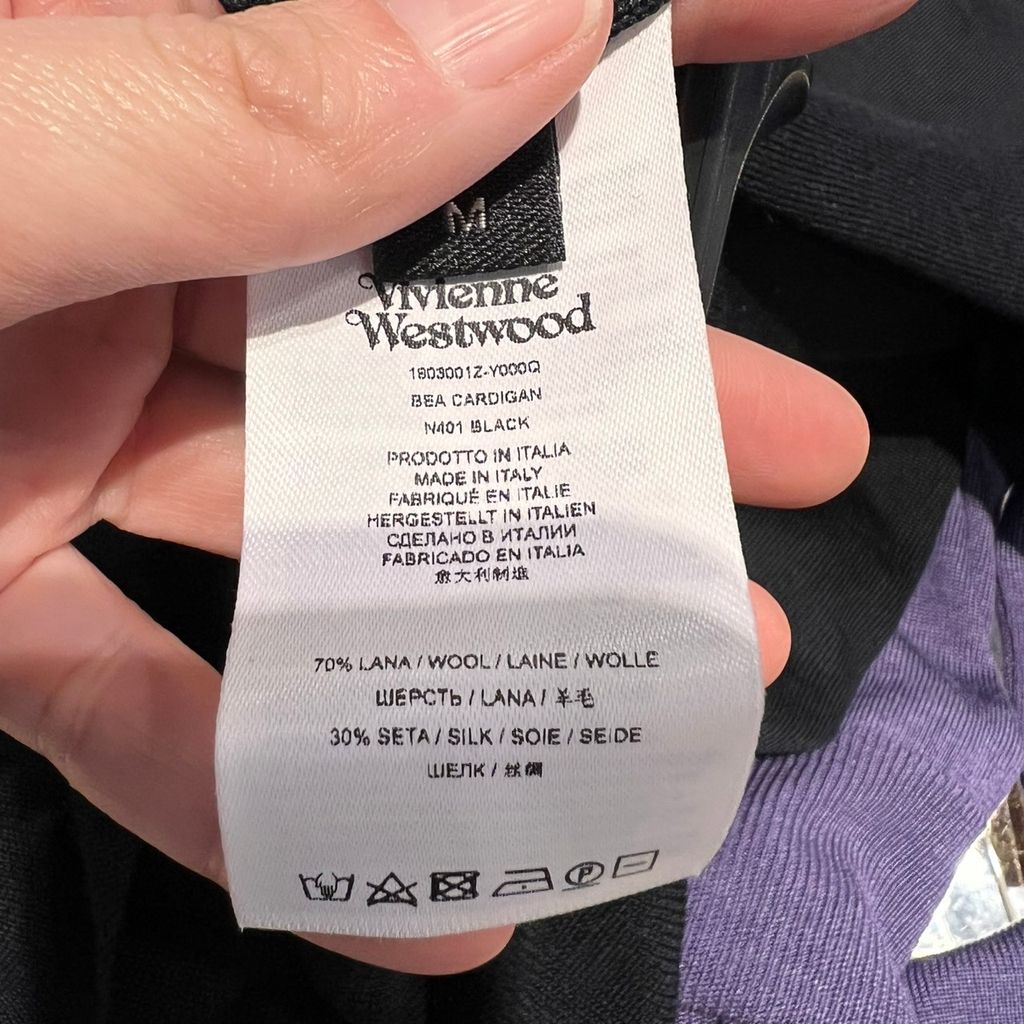 M
Vivienne
Westwood
1803001Z-Y000Q
BEA CARDIGAN
N401 BLACK
PRODOTTO IN ITALIA
MADE IN ITALY
FABRIQUÉ EN ITALIE
HERGESTELLT IN ITALIEN
СДЕЛАНО В ИТАЛИИ
FABRICADO EN ITALIA
意大利制造
70% LANA / WOOL / LAINE / WOLLE
ШЕРСТЬ / LANA / 羊毛
30% SETA / SILK / SOIE / SEIDE
ШЕЛК / 丝绸
P